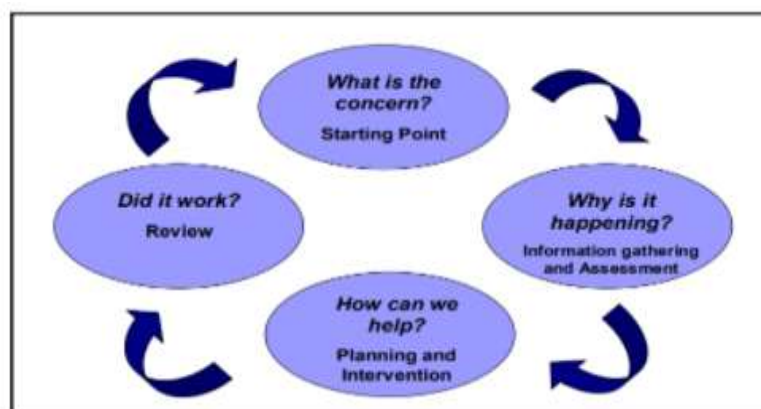 What is the
concern?
Starting Point
Why is it
happening?
Information gathering
and Assessment
How can we
help?
Planning and
Intervention
Did it work?
Review